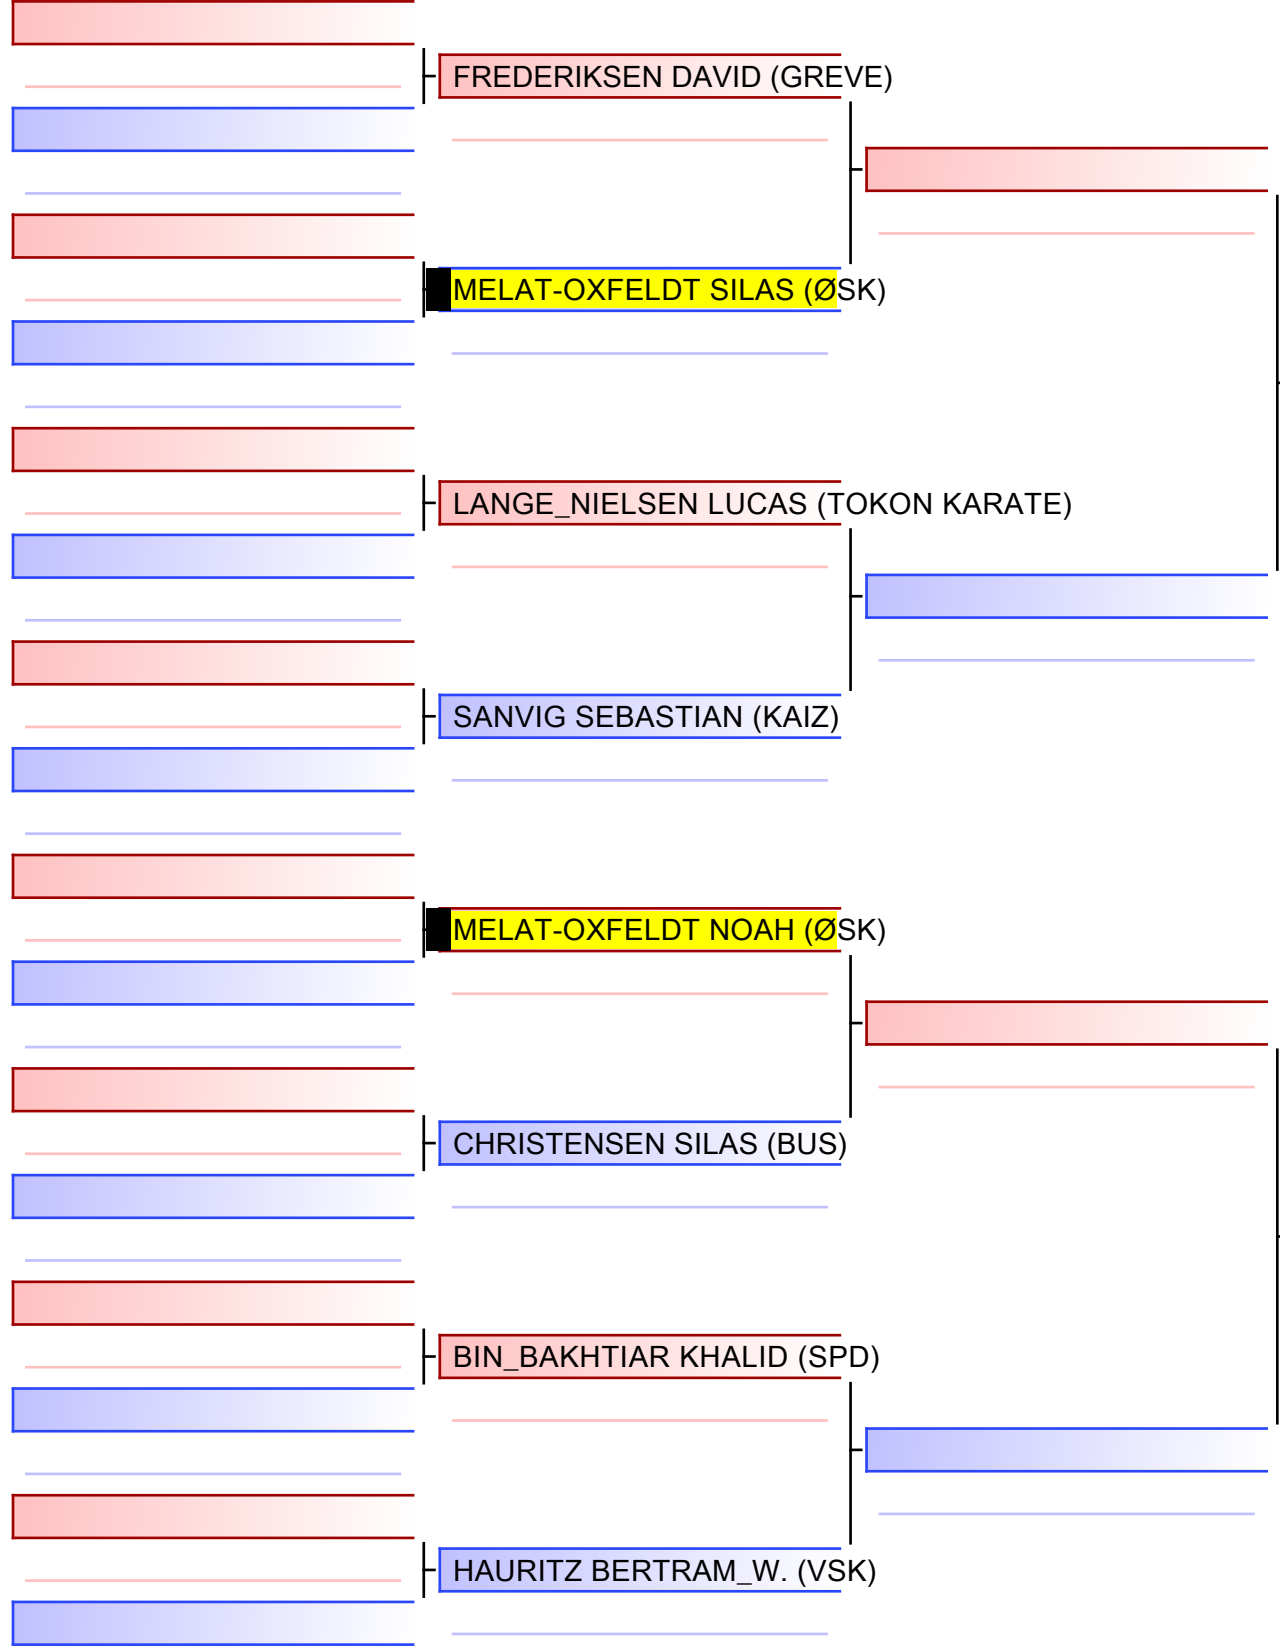 FREDERIKSEN DAVID (GREVE)
MELAT-OXFELDT SILAS (ØSK)
LANGE_NIELSEN LUCAS (TOKON KARATE)
SANVIG SEBASTIAN (KAIZ)
MELAT-OXFELDT NOAH (ØSK)
CHRISTENSEN SILAS (BUS)
BIN_BAKHTIAR KHALID (SPD)
HAURITZ BERTRAM_W. (VSK)